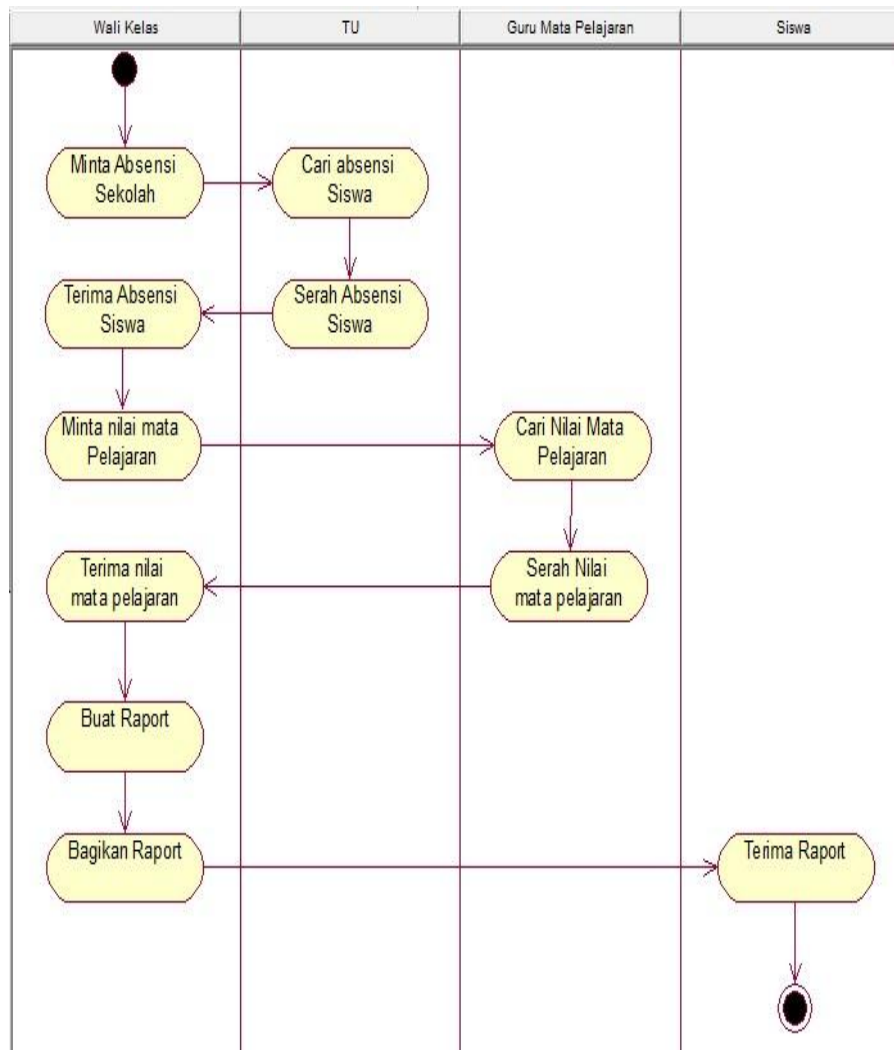 Wali Kelas
TU
Guru Mata Pelajaran
Siswa
Minta Absensi
Sekolah
Cari absensi
Siswa
Terima Absensi
Siswa
Serah Absensi
Siswa
Minta nilai mata
Pelajaran
Cari Nilai Mata
Pelajaran
Terima nilai
mata pelajaran
Serah Nilai
mata pelajaran
Buat Raport
Bagikan Raport
Terima Raport